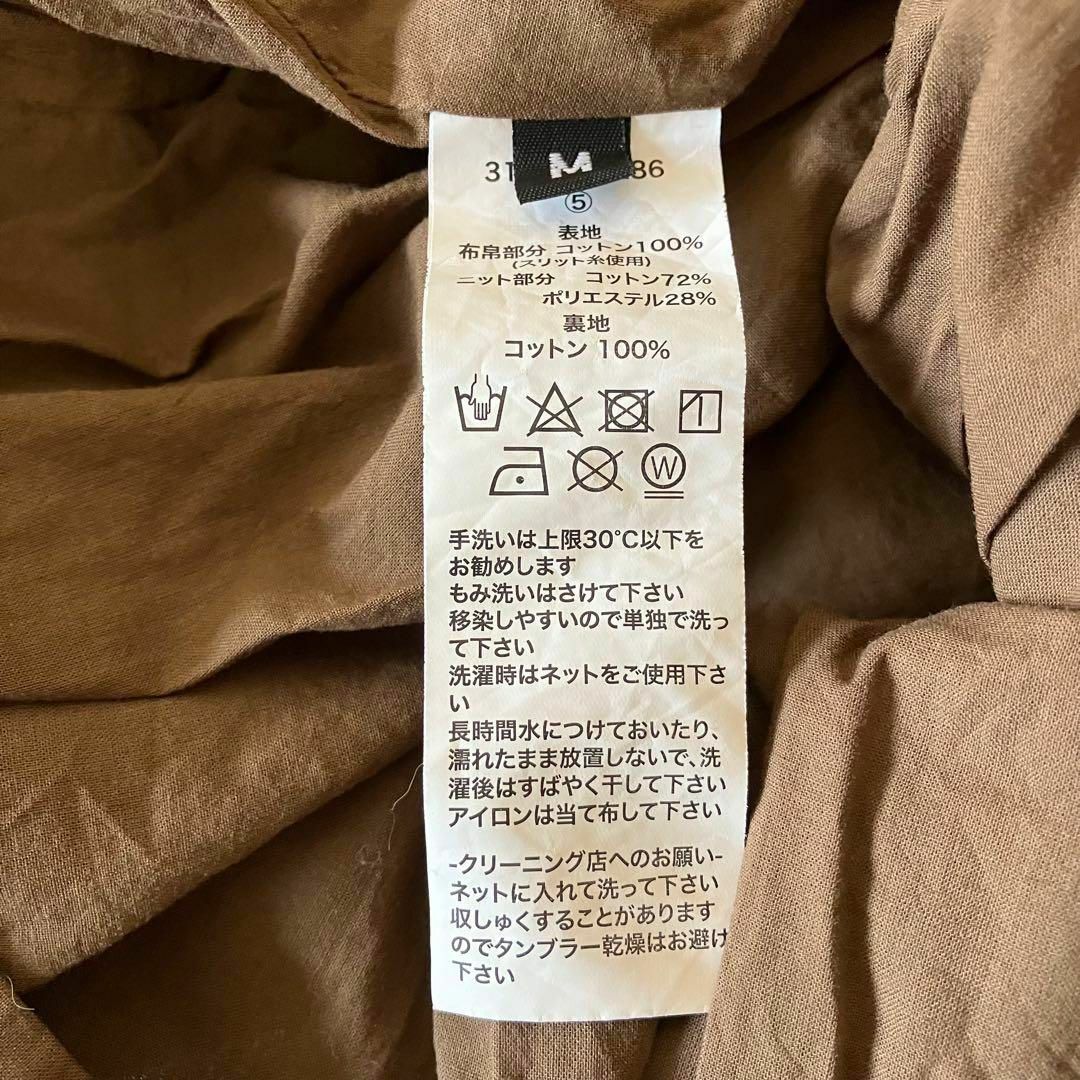 M
31 86
⑤
表地
布帛部分 コットン100%
(スリット糸使用)
ニット部分 コットン72%
ポリエステル28%
裏地
コットン 100%
W
手洗いは上限30℃以下を
お勧めします
もみ洗いはさけて下さい
移染しやすいので単独で洗っ
て下さい
洗濯時はネットをご使用下さ
い
長時間水につけておいたり、
濡れたまま放置しないで、洗
濯後はすばやく干して下さい
アイロンは当て布して下さい
-クリーニング店へのお願い-
ネットに入れて洗って下さい
収しゅくすることがあります
のでタンブラー乾燥はお避け
下さい